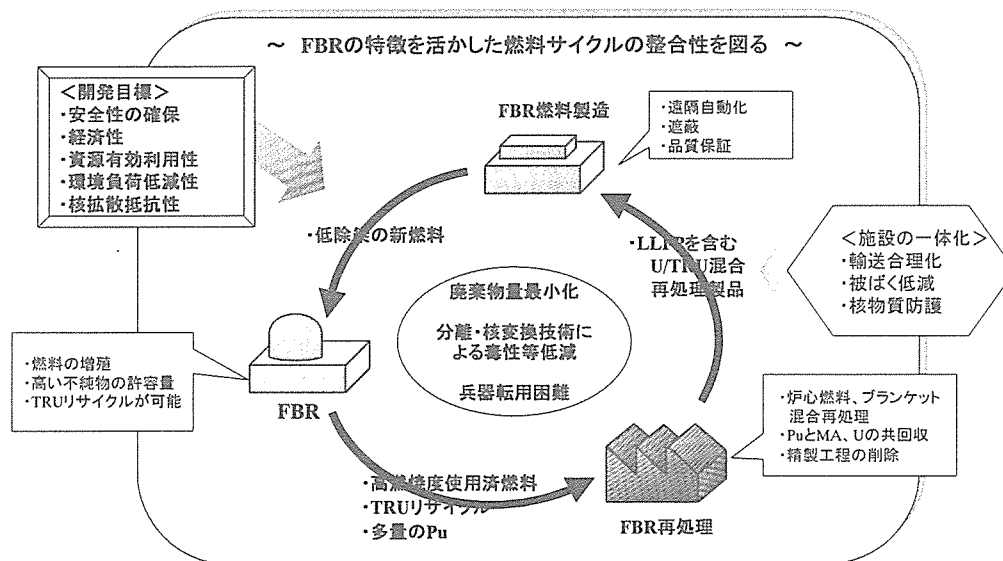 ～ FBRの特徴を活かした燃料サイクルの整合性を図る ～
＜開発目標＞
・安全性の確保
・経済性
・資源有効利用性
・環境負荷低減性
・核拡散抵抗性
FBR燃料製造
・遠隔自動化
・遮蔽
・品質保証
・低除染の新燃料
・LLFPを含む
U/TRU混合
再処理製品
＜施設の一体化＞
・輸送合理化
・被ばく低減
・核物質防護
廃棄物量最小化
分離・核変換技術に
よる毒性等低減
兵器転用困難
・燃料の増殖
・高い不純物の許容量
・TRUリサイクルが可能
FBR
・炉心燃料、ブランケット
混合再処理
・PuとMA、Uの共回収
・精製工程の削除
・高燃焼度使用済燃料
・TRUリサイクル
・多量のPu
FBR再処理